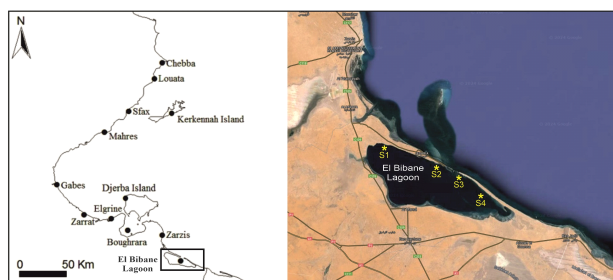 N
Chebba
Louata
Sfax
Kerkennah Island
Mahres
Gabes
Djerba Island
Elgrine
Zarrat
Boughrara
Zarzis
El Bibane
Lagoon
0 50 Km
S1
El Bibane
Lagoon
S2
S3
S4